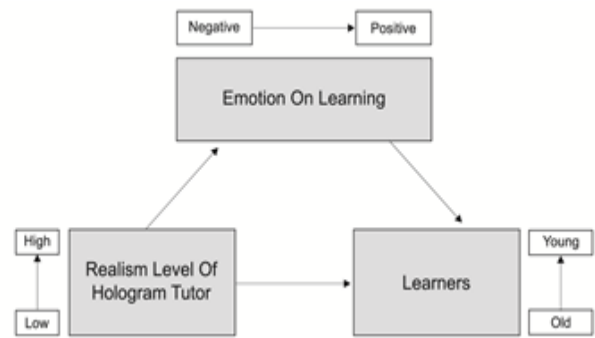 Negative
Positive
Emotion On Learning
High
Realism Level Of
Hologram Tutor
Low
Learners
Young
Old